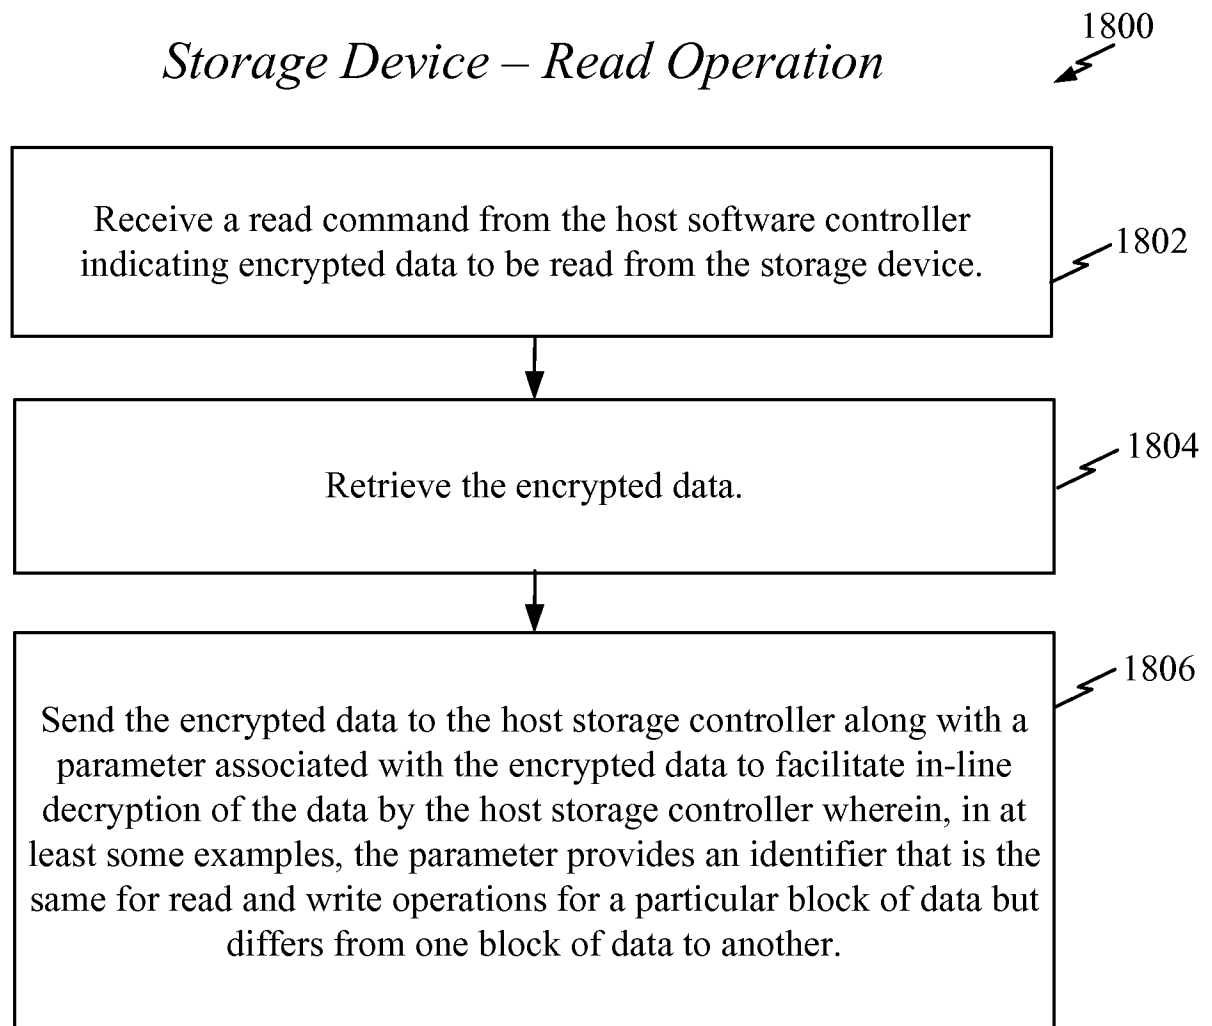 1800
Storage Device – Read Operation
Receive a read command from the host software controller
indicating encrypted data to be read from the storage device.
1802
Retrieve the encrypted data.
1804
1806
Send the encrypted data to the host storage controller along with a
parameter associated with the encrypted data to facilitate in-line
decryption of the data by the host storage controller wherein, in at
least some examples, the parameter provides an identifier that is the
same for read and write operations for a particular block of data but
differs from one block of data to another.